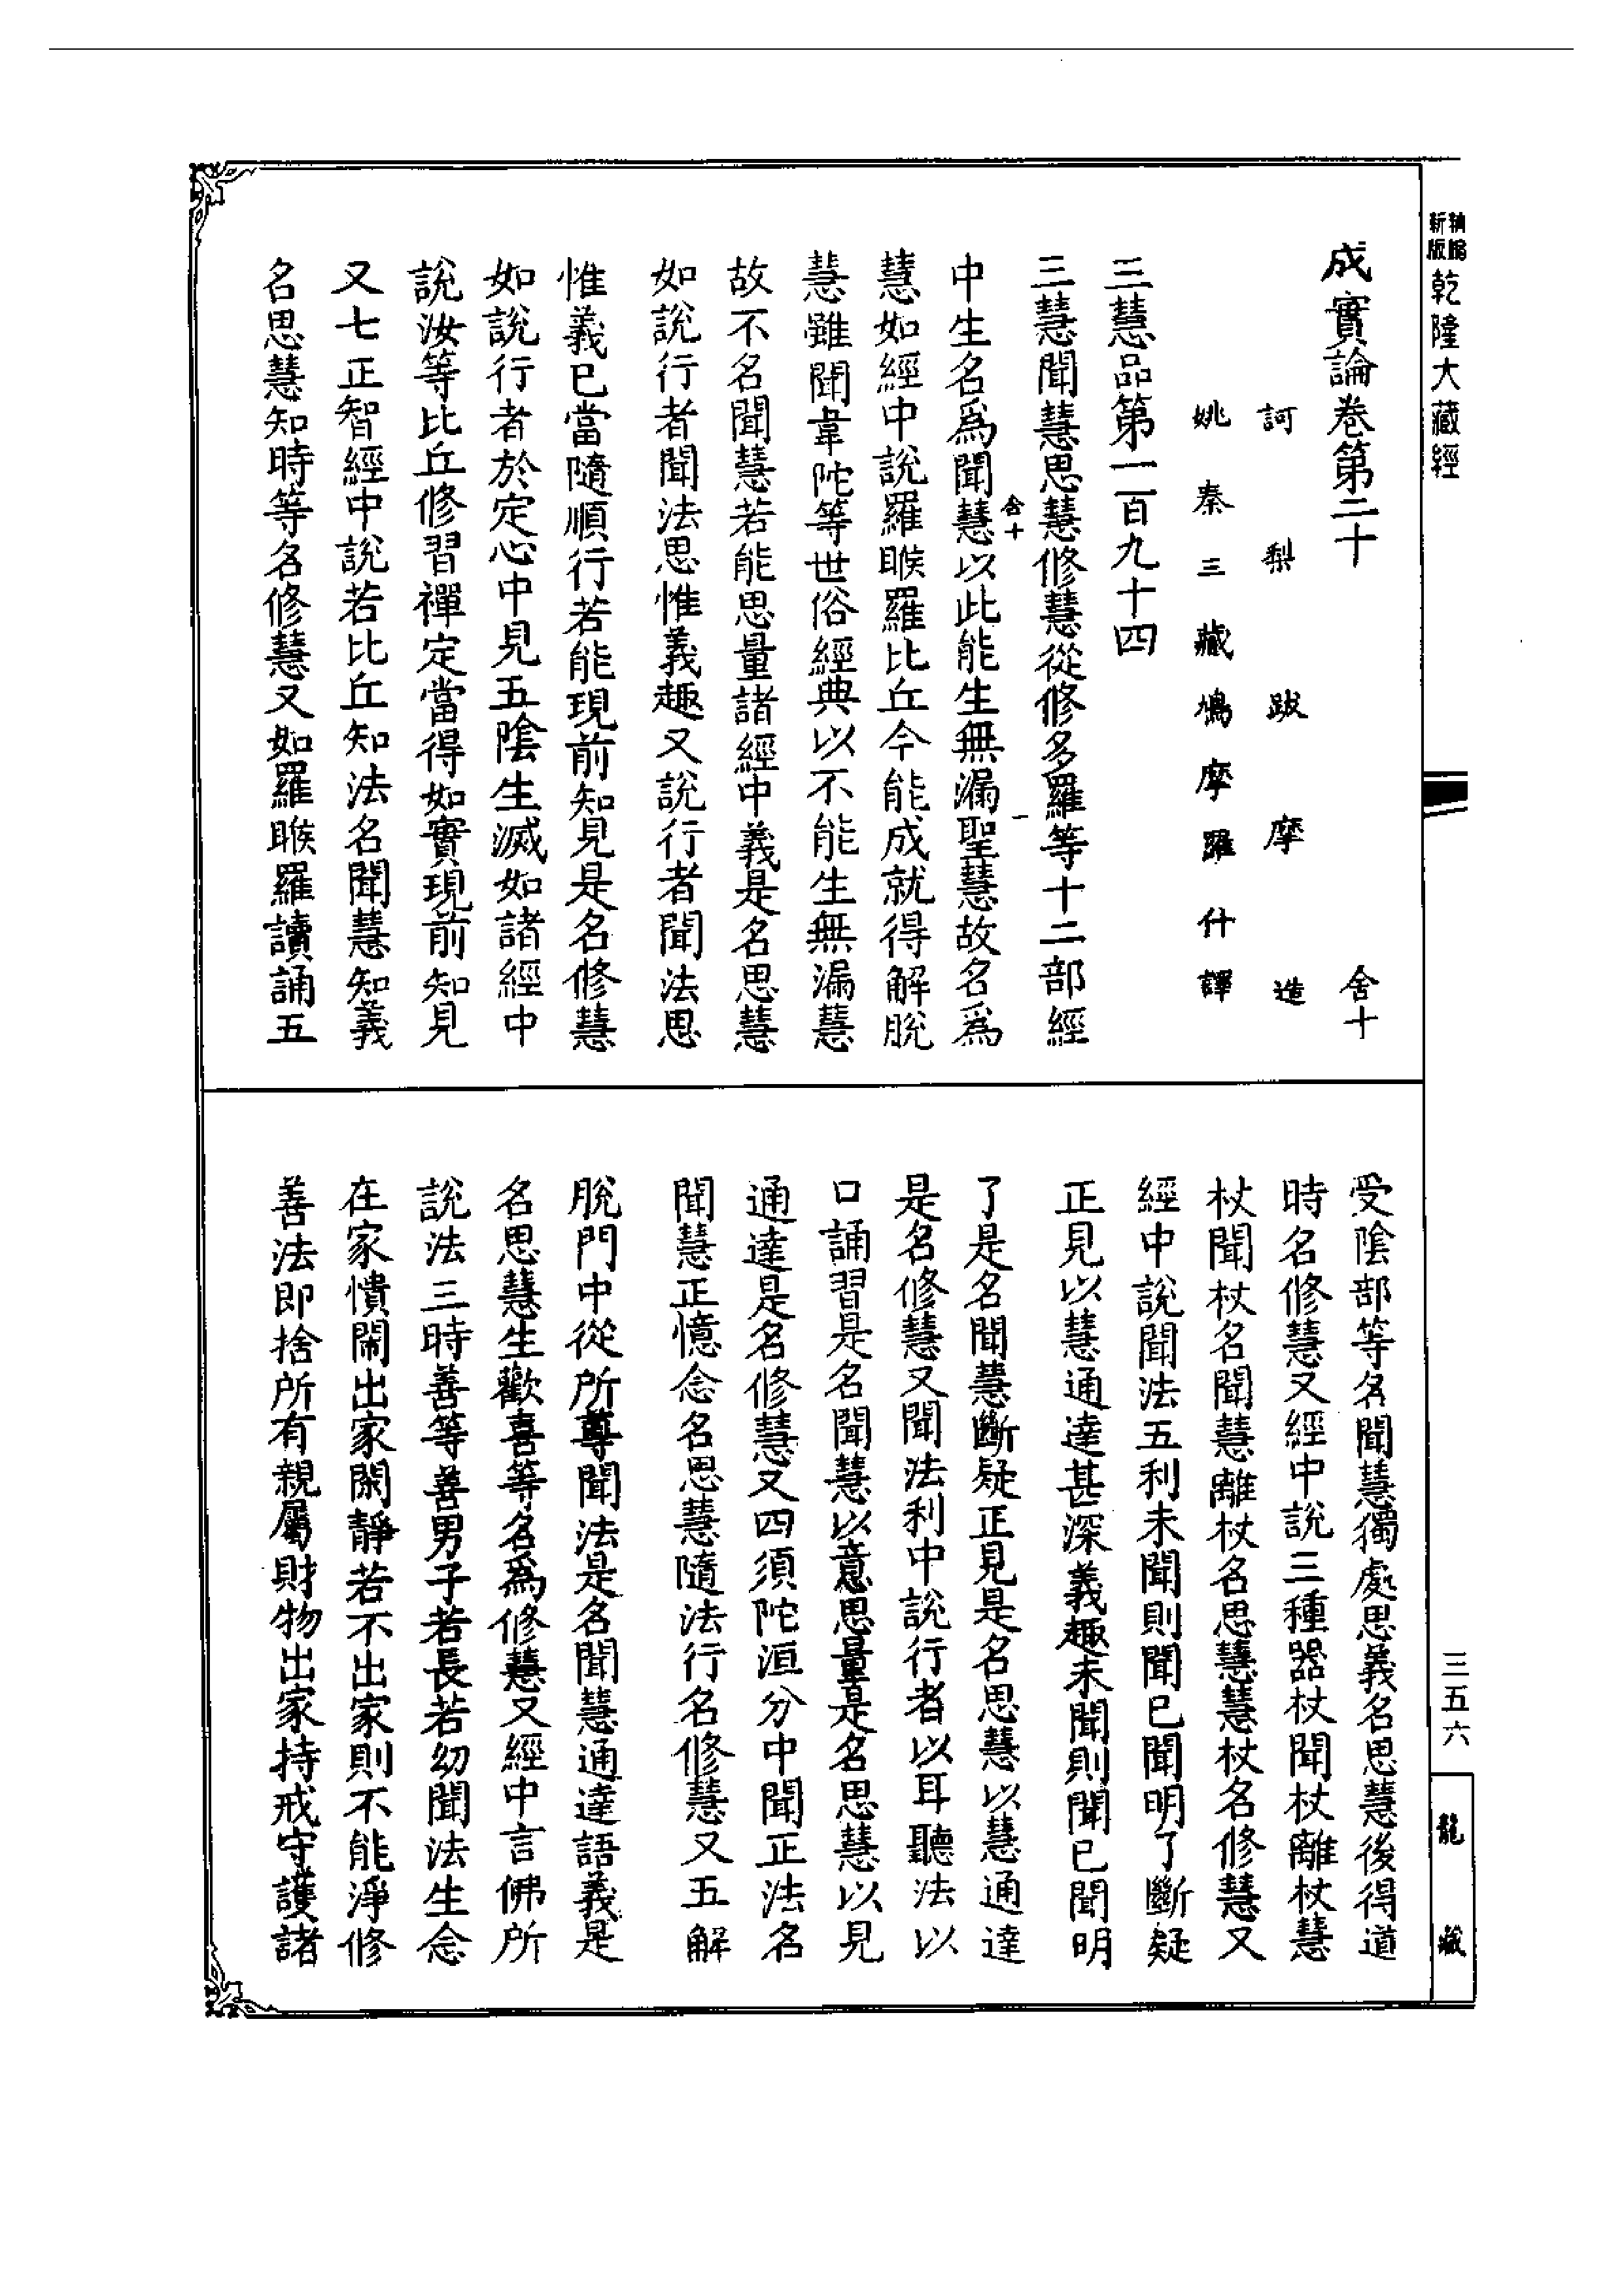 新編
新版
乾隆大藏經
成實論卷第二十　舍十
訶梨跋摩造
姚秦三藏鳩摩羅什譯
三慧品第一百九十四
三慧聞慧思慧修慧從修多羅等十二部經
舍十　一
中生名爲聞慧以此能生無漏聖慧故名爲
慧如經中說羅睺羅比丘今能成就得解脫
慧雖聞韋陀等世俗經典以不能生無漏慧
故不名聞慧若能思量諸經中義是名思慧
如說行者聞法思惟義趣又說行者聞法思
惟義已當隨順行若能現前知見是名修慧
如說行者於定心中見五陰生滅如諸經中
說汝等比丘修習禪定當得如實現前知見
又七正智經中說若比丘知法名聞慧知義
名思慧知時等名修慧又如羅睺羅讀誦五
受陰部等名聞慧獨處思義名思慧後得道
時名修慧又經中說三種器杖聞杖離杖慧
杖聞杖名聞慧離杖名思慧慧杖名修慧又
經中說聞法五利未聞則聞已聞明了斷疑
正見以慧通達甚深義趣未聞則聞已聞明
了是名聞慧斷疑正見是名思慧以慧通達
是名修慧又聞法利中說行者以耳聽法以
口誦習是名聞慧以意思量是名思慧以見
通達是名修慧又四須陀洹分中聞正法名
聞慧正憶念名思慧隨法行名修慧又五解
脫門中從所尊聞法是名聞慧通達語義是
名思慧生歡喜等名爲修慧又經中言佛所
說法三時善等善男子若長若幼聞法生念
在家憒鬧出家閑靜若不出家則不能淨修
善法即捨所有親屬財物出家持戒守護諸
三五六
龍藏